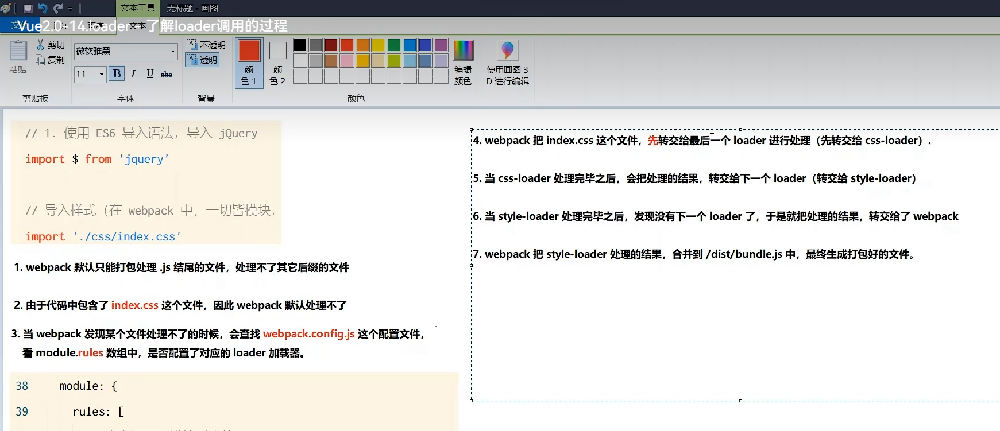 文本工具 无标题 - 画图
主页 文本
Vue2.0-14.loader - 了解loader调用的过程
粘贴
剪切
复制
剪贴板
微软雅黑
11 B I U abc
字体
不透明
透明
背景
颜
色 1
颜
色 2
颜色
编辑
颜色
使用画图 3
D 进行编辑
// 1. 使用 ES6 导入语法，导入 jQuery
import $ from 'jquery'
// 导入样式（在 webpack 中，一切皆模块，
import './css/index.css'
1. webpack 默认只能打包处理 .js 结尾的文件，处理不了其它后缀的文件
2. 由于代码中包含了 index.css 这个文件，因此 webpack 默认处理不了
3. 当 webpack 发现某个文件处理不了的时候，会查找 webpack.config.js 这个配置文件，
看 module.rules 数组中，是否配置了对应的 loader 加载器。
38 module: {
39 rules: [
4. webpack 把 index.css 这个文件，先转交给最后一个 loader 进行处理（先转交给 css-loader）.
5. 当 css-loader 处理完毕之后，会把处理的结果，转交给下一个 loader（转交给 style-loader）
6. 当 style-loader 处理完毕之后，发现没有下一个 loader 了，于是就把处理的结果，转交给了 webpack
7. webpack 把 style-loader 处理的结果，合并到 /dist/bundle.js 中，最终生成打包好的文件。